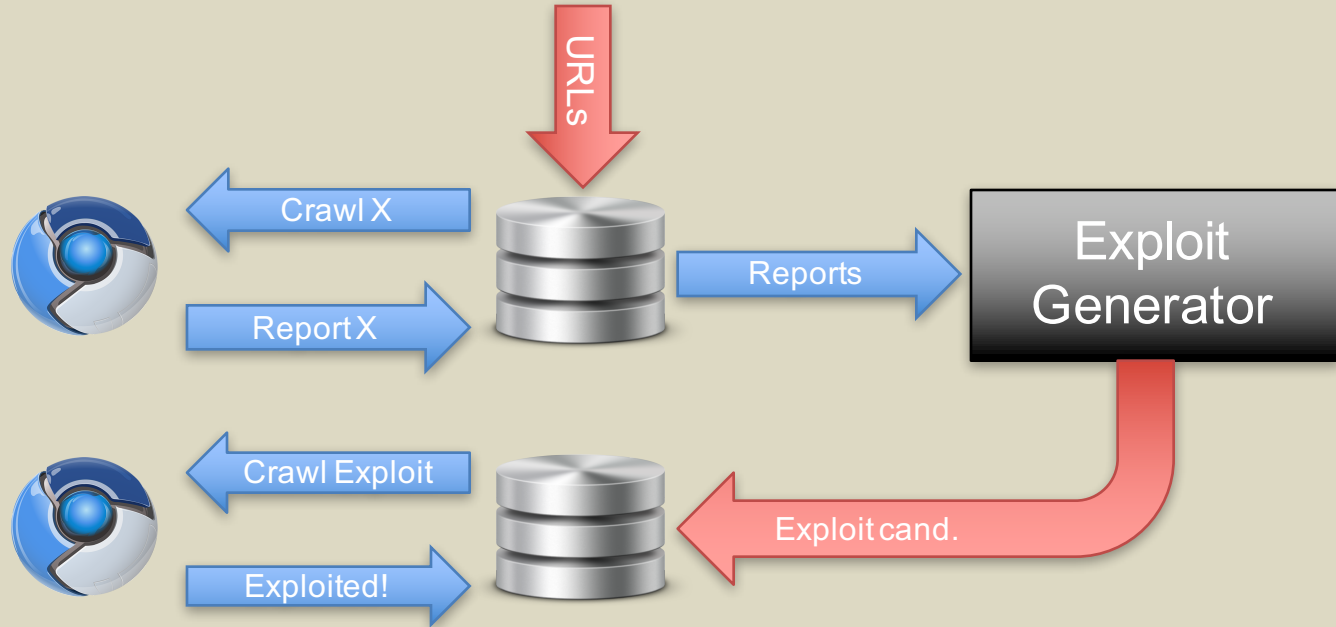 URLs
Crawl X
Report X
Reports
Exploit
Generator
Crawl Exploit
Exploited!
Exploit cand.